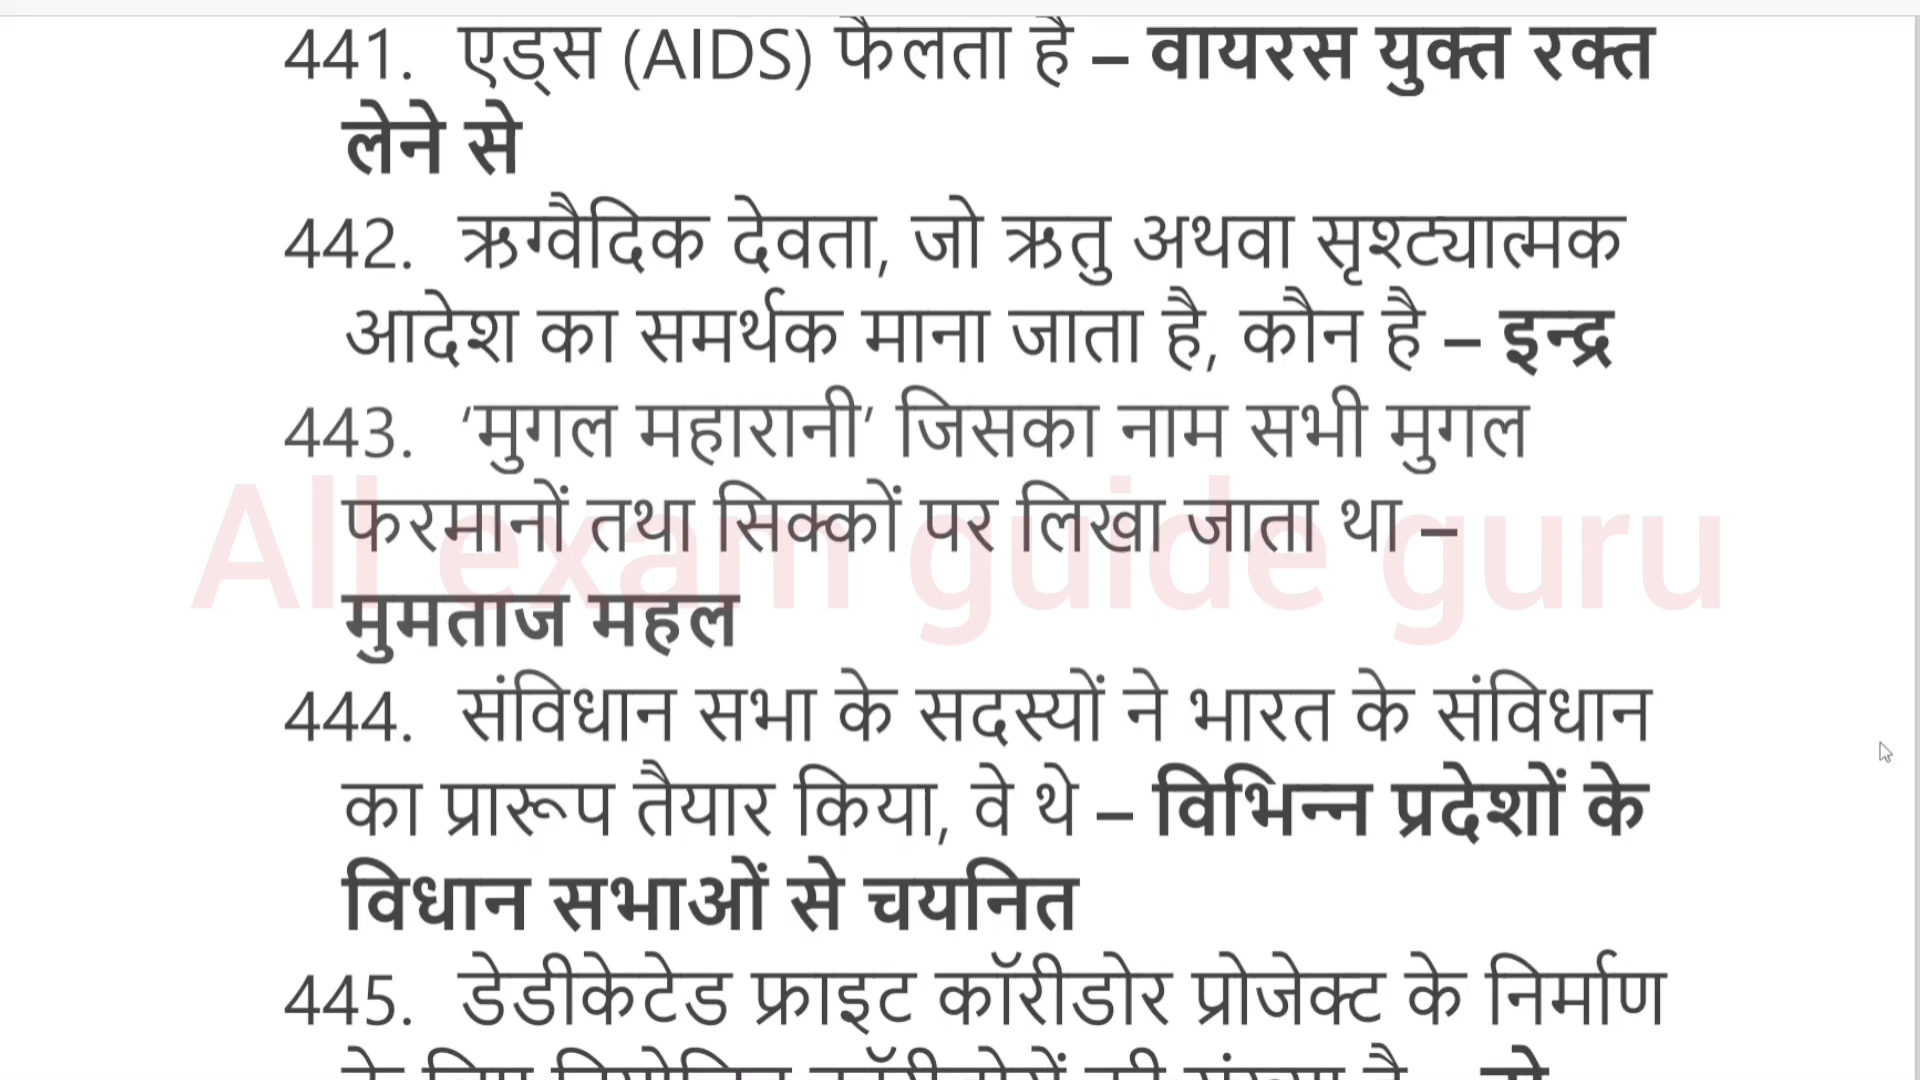 441. एड्स (AIDS) फैलता है – वायरस युक्त रक्त
लेने से
442. ऋग्वैदिक देवता, जो ऋतु अथवा सृश्ट्यात्मक
आदेश का समर्थक माना जाता है, कौन है – इन्द्र
443. ‘मुगल महारानी’ जिसका नाम सभी मुगल
फरमानों तथा सिक्कों पर लिखा जाता था –
All exam guide guru
मुमताज महल
444. संविधान सभा के सदस्यों ने भारत के संविधान
का प्रारूप तैयार किया, वे थे – विभिन्न प्रदेशों के
विधान सभाओं से चयनित
445. डेडीकेटेड फ्राइट कॉरीडोर प्रोजेक्ट के निर्माण